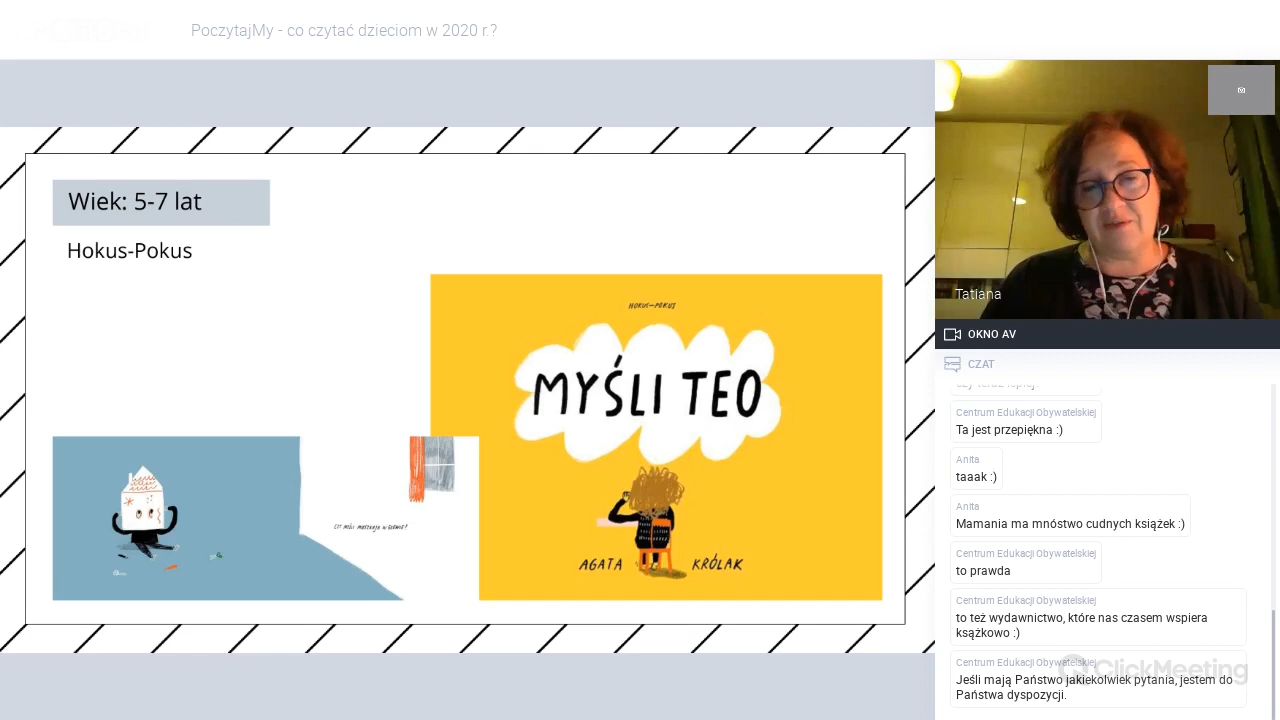 PoczytajMy - co czytać dzieciom w 2020 r.?
Wiek: 5-7 lat
Hokus-Pokus
HOKUS-POKUS
MYŚLI TEO
AGATA KRÓLAK
Tatiana
OKNO AV
CZAT
Centrum Edukacji Obywatelskiej
Ta jest przepiękna :)
Anita
taaak :)
Anita
Mamania ma mnóstwo cudnych książek :)
Centrum Edukacji Obywatelskiej
to prawda
Centrum Edukacji Obywatelskiej
to też wydawnictwo, które nas czasem wspiera
ksążkowo :)
Centrum Edukacji Obywatelskiej
Jeśli mają Państwo jakiekolwiek pytania, jestem do
Państwa dyspozycji.
ClickMeeting